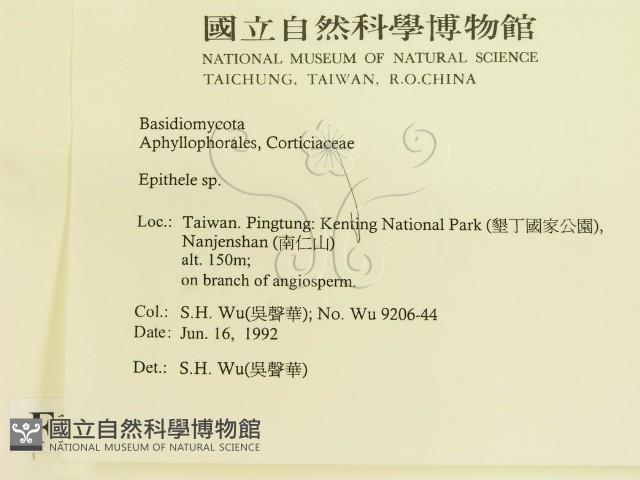 國立自然科學博物館
NATIONAL MUSEUM OF NATURAL SCIENCE
TAICHUNG, TAIWAN, R.O.CHINA
Basidiomycota
Aphyllophorales, Corticiaceae
Epithele sp.
Loc.: Taiwan. Pingtung: Kenting National Park (墾丁國家公園),
Nanjenshan (南仁山)
alt. 150m;
on branch of angiosperm.
Col.: S.H. Wu(吳聲華); No. Wu 9206-44
Date: Jun. 16, 1992
Det.: S.H. Wu(吳聲華)
國立自然科學博物館
NATIONAL MUSEUM OF NATURAL SCIENCE